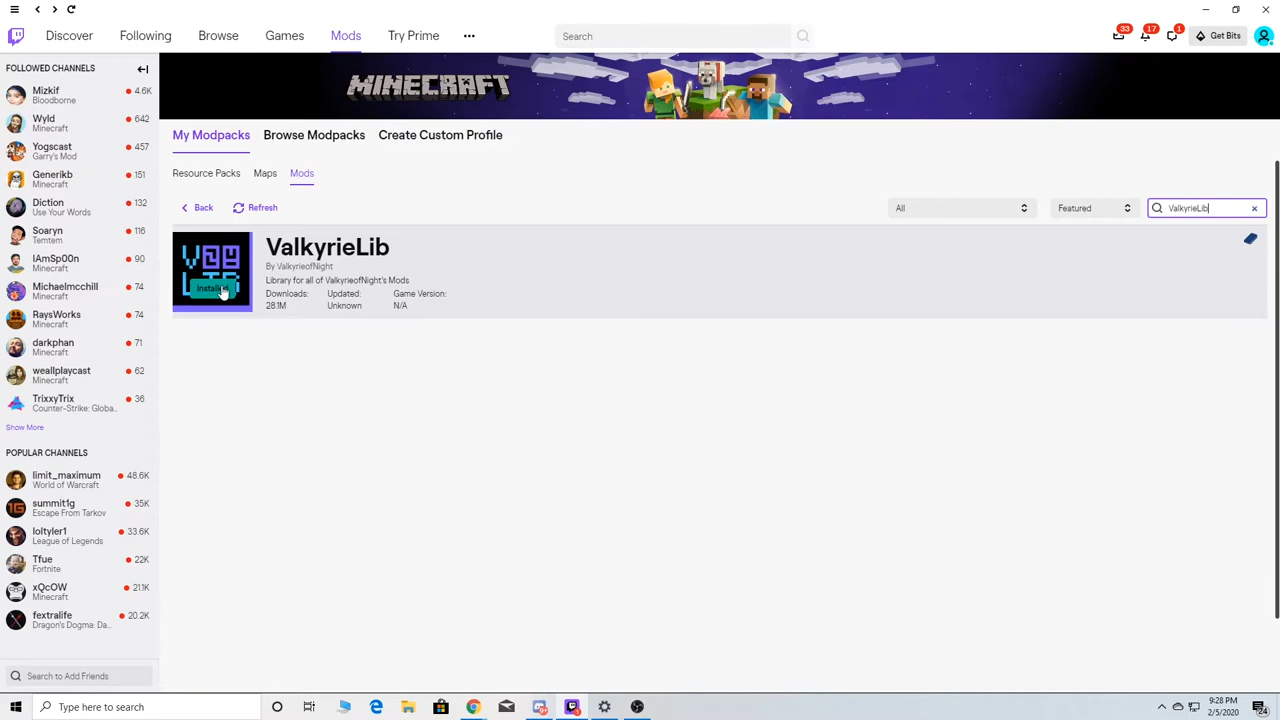 Discover
Following
Browse
Games
Mods
Try Prime
Search
33
17
1
Get Bits
FOLLOWED CHANNELS
Mizkif
4.6K
Bloodborne
Wyld
642
Minecraft
Yogscast
457
Garry's Mod
Generikb
151
Minecraft
Diction
132
Use Your Words
Soaryn
116
Temtem
IAmSp00n
90
Minecraft
Michaelmcchill
74
Minecraft
RaysWorks
74
Minecraft
darkphan
71
Minecraft
weallplaycast
62
Minecraft
TrixxyTrix
36
Counter-Strike: Globa...
Show More
POPULAR CHANNELS
limit_maximum
48.6K
World of Warcraft
summit1g
35K
Escape From Tarkov
loltyler1
33.6K
League of Legends
Tfue
22K
Fortnite
xQcOW
21.1K
Minecraft
fextralife
20.2K
Dragon's Dogma: Da...
Search to Add Friends
MINECRAFT
My Modpacks
Browse Modpacks
Create Custom Profile
Resource Packs
Maps
Mods
Back
Refresh
All
Featured
ValkyrieLib
Installed
ValkyrieLib
By ValkyrieofNight
Library for all of ValkyrieofNight's Mods
Downloads:
Updated:
Game Version:
28.1M
Unknown
N/A
Type here to search
9:28 PM
2/5/2020
24